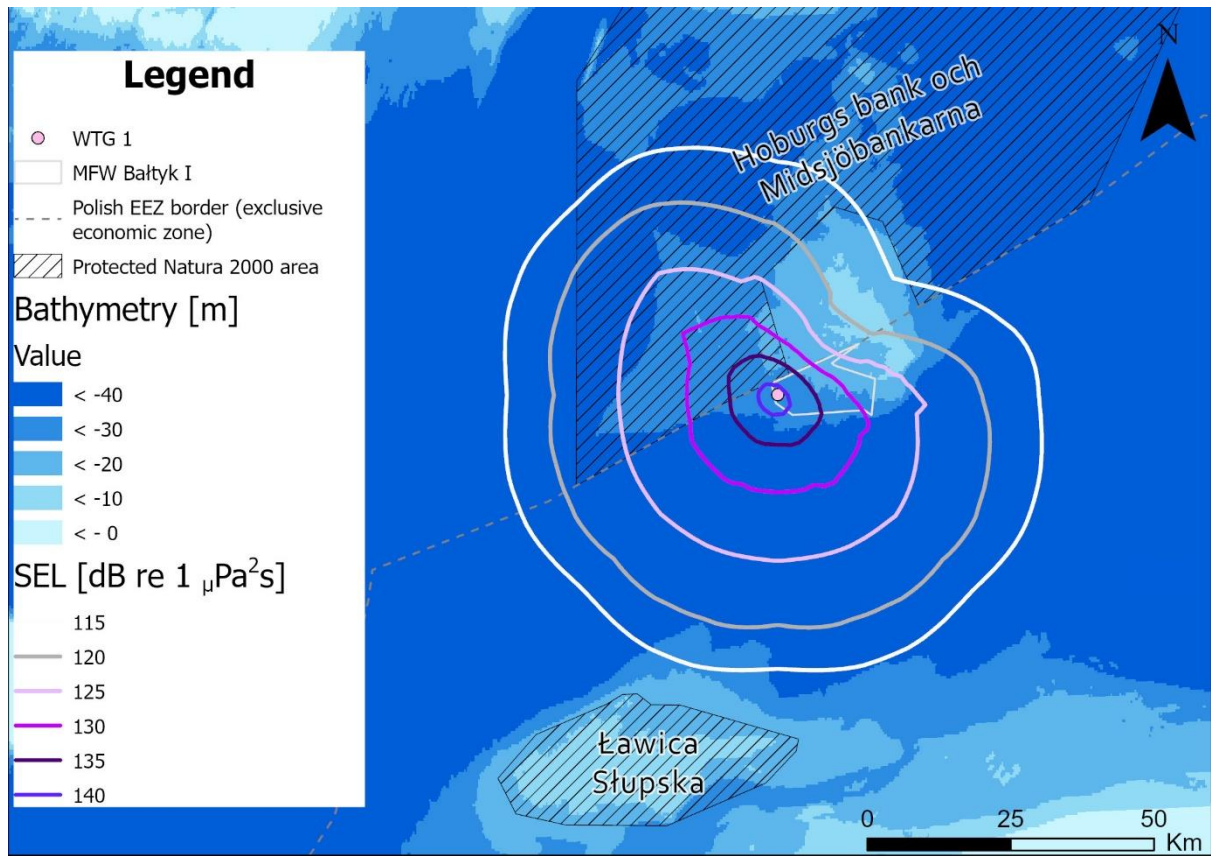 Legend
WTG 1
MFW Bałtyk I
Polish EEZ border (exclusive
economic zone)
Protected Natura 2000 area
Bathymetry [m]
Value
< -40
< -30
< -20
< -10
< - 0
SEL [dB re 1 μPa²s]
115
120
125
130
135
140
N
Hoburgs bank och
Midsjöbankarna
Ławica
Słupska
0 25 50
Km